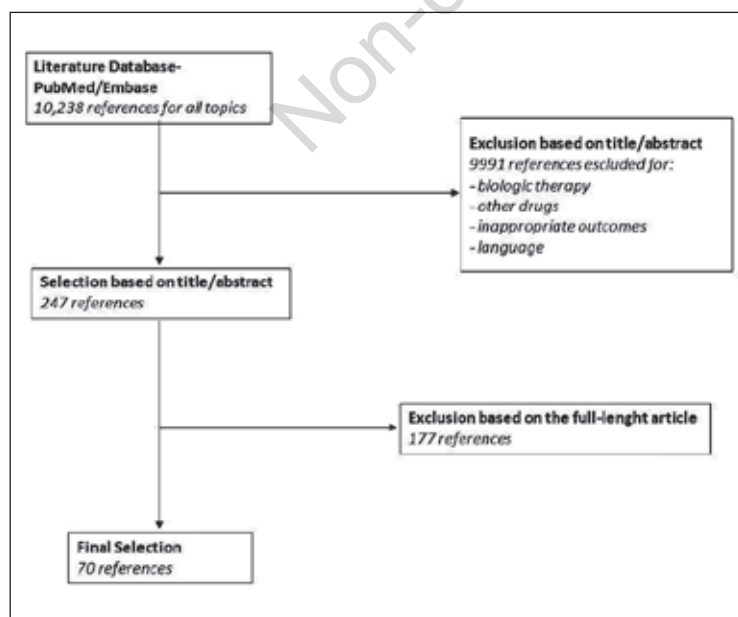 Non-c
Literature Database-
PubMed/Embase
10,238 references for all topics
Exclusion based on title/abstract
9991 references escluded for:
- biologic therapy
- other drugs
- inappropriate outcomes
- language
Selection based on title/abstract
247 references
Exclusion based on the full-lenght article
177 references
Final Selection
70 references